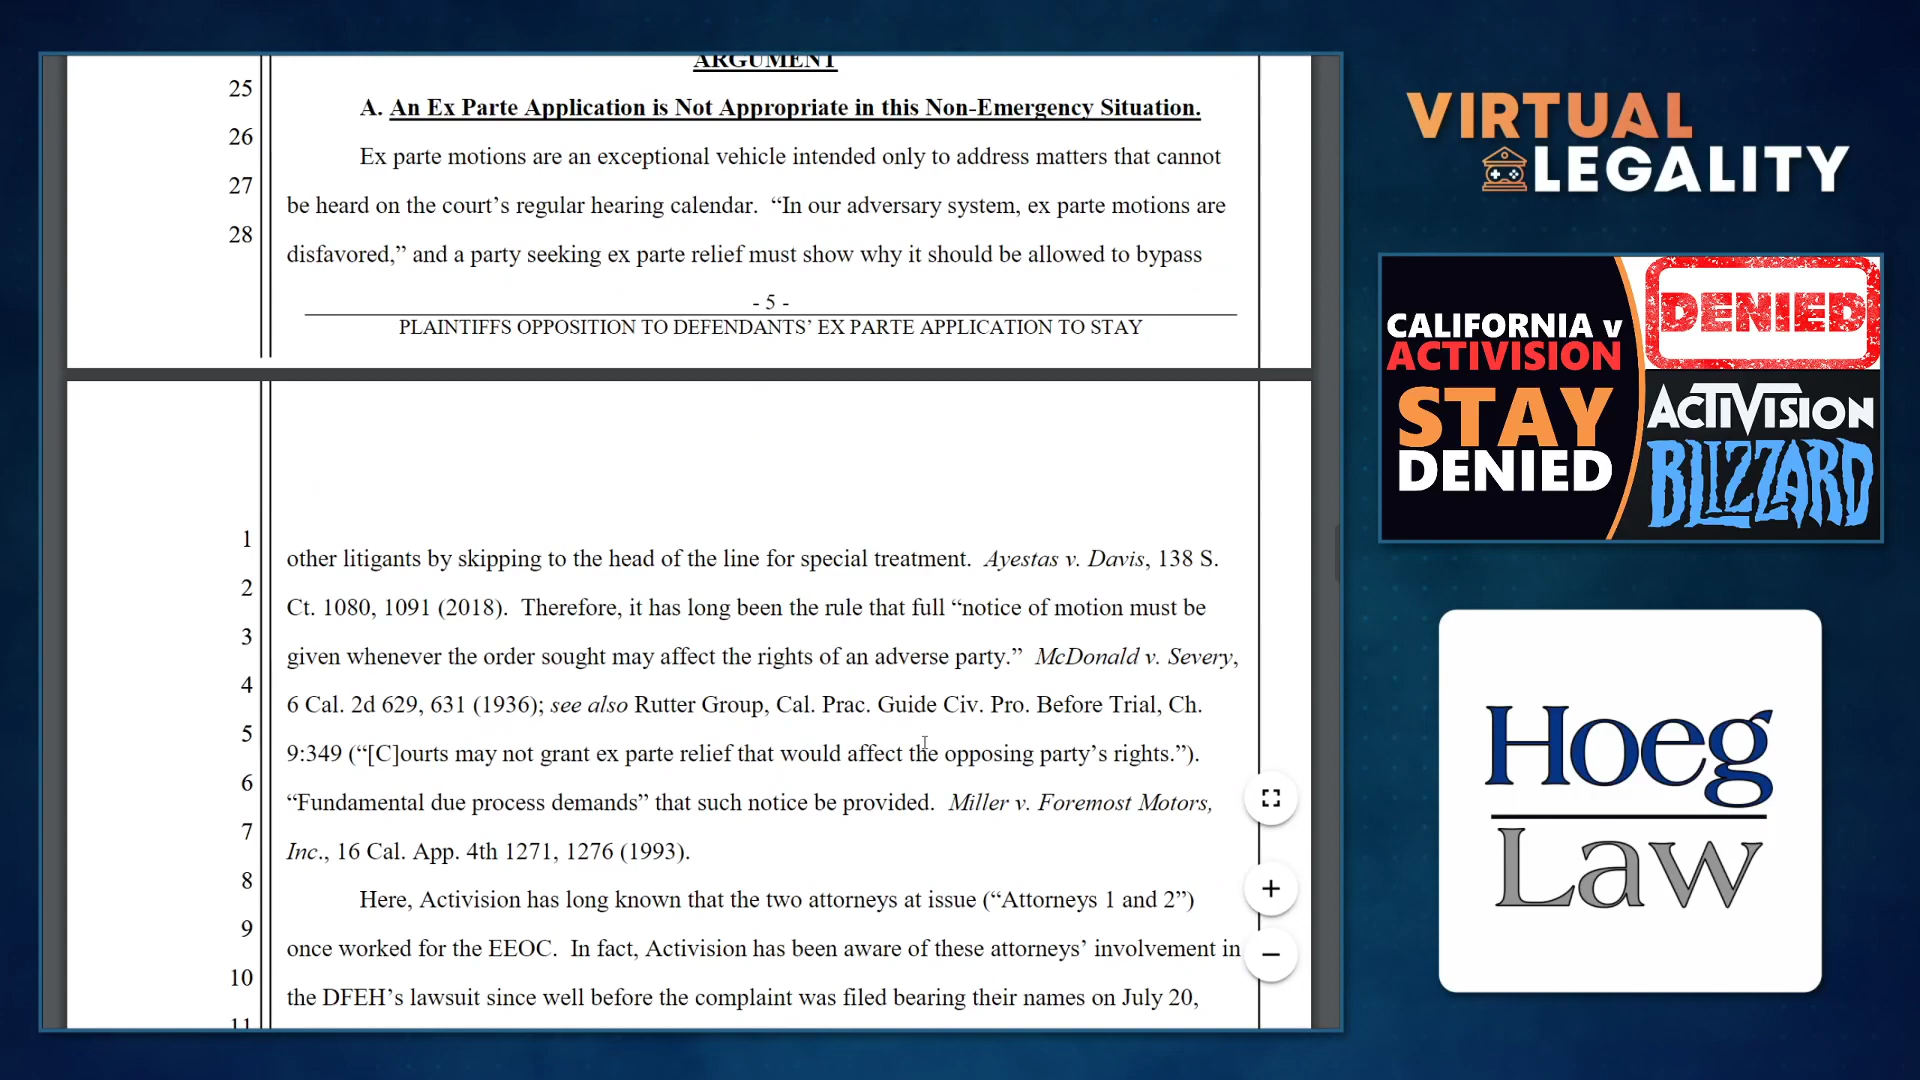 ARGUMENT
25
A. An Ex Parte Application is Not Appropriate in this Non-Emergency Situation.
26
Ex parte motions are an exceptional vehicle intended only to address matters that cannot
27
be heard on the court’s regular hearing calendar. “In our adversary system, ex parte motions are
28
disfavored,” and a party seeking ex parte relief must show why it should be allowed to bypass
- 5 -
PLAINTIFFS OPPOSITION TO DEFENDANTS’ EX PARTE APPLICATION TO STAY
1
other litigants by skipping to the head of the line for special treatment. Ayestas v. Davis, 138 S.
2
Ct. 1080, 1091 (2018). Therefore, it has long been the rule that full “notice of motion must be
3
given whenever the order sought may affect the rights of an adverse party.” McDonald v. Severy,
4
6 Cal. 2d 629, 631 (1936); see also Rutter Group, Cal. Prac. Guide Civ. Pro. Before Trial, Ch.
5
9:349 (“[C]ourts may not grant ex parte relief that would affect the opposing party’s rights.”).
6
“Fundamental due process demands” that such notice be provided. Miller v. Foremost Motors,
7
Inc., 16 Cal. App. 4th 1271, 1276 (1993).
8
Here, Activision has long known that the two attorneys at issue (“Attorneys 1 and 2”)
9
once worked for the EEOC. In fact, Activision has been aware of these attorneys’ involvement in
10
the DFEH’s lawsuit since well before the complaint was filed bearing their names on July 20,
11
VIRTUAL
LEGALITY
CALIFORNIA v
ACTIVISION
STAY
DENIED
DENIED
ACTIVISION
BLIZZARD
Hoeg
Law